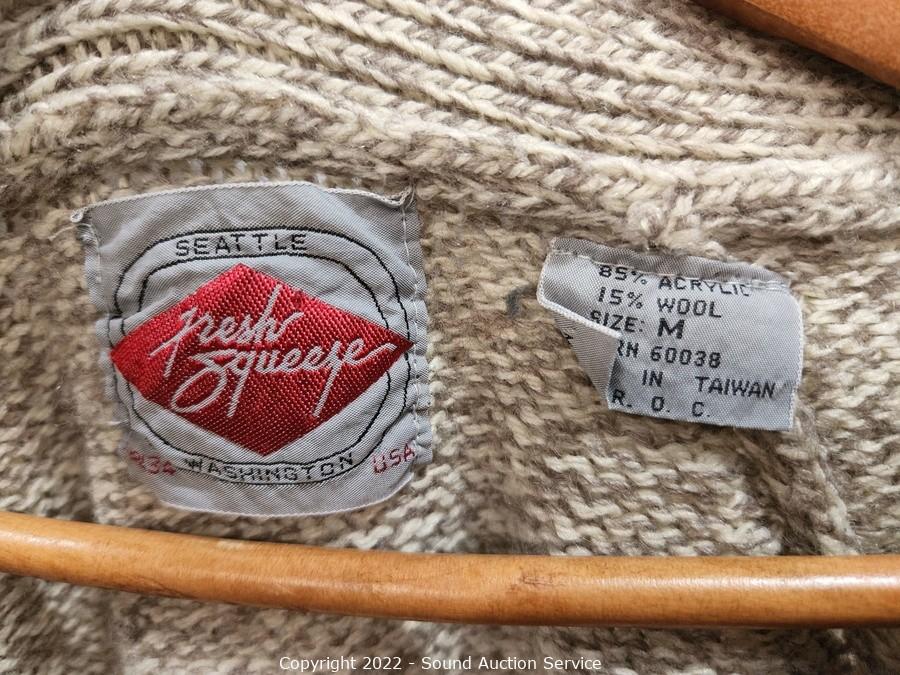 SEATTLE
fresh
squeeze
WASHINGTON USA
85% ACRYLIC
15% WOOL
SIZE: M
RN 60038
IN TAIWAN
R. O. C.
Copyright 2022 - Sound Auction Service